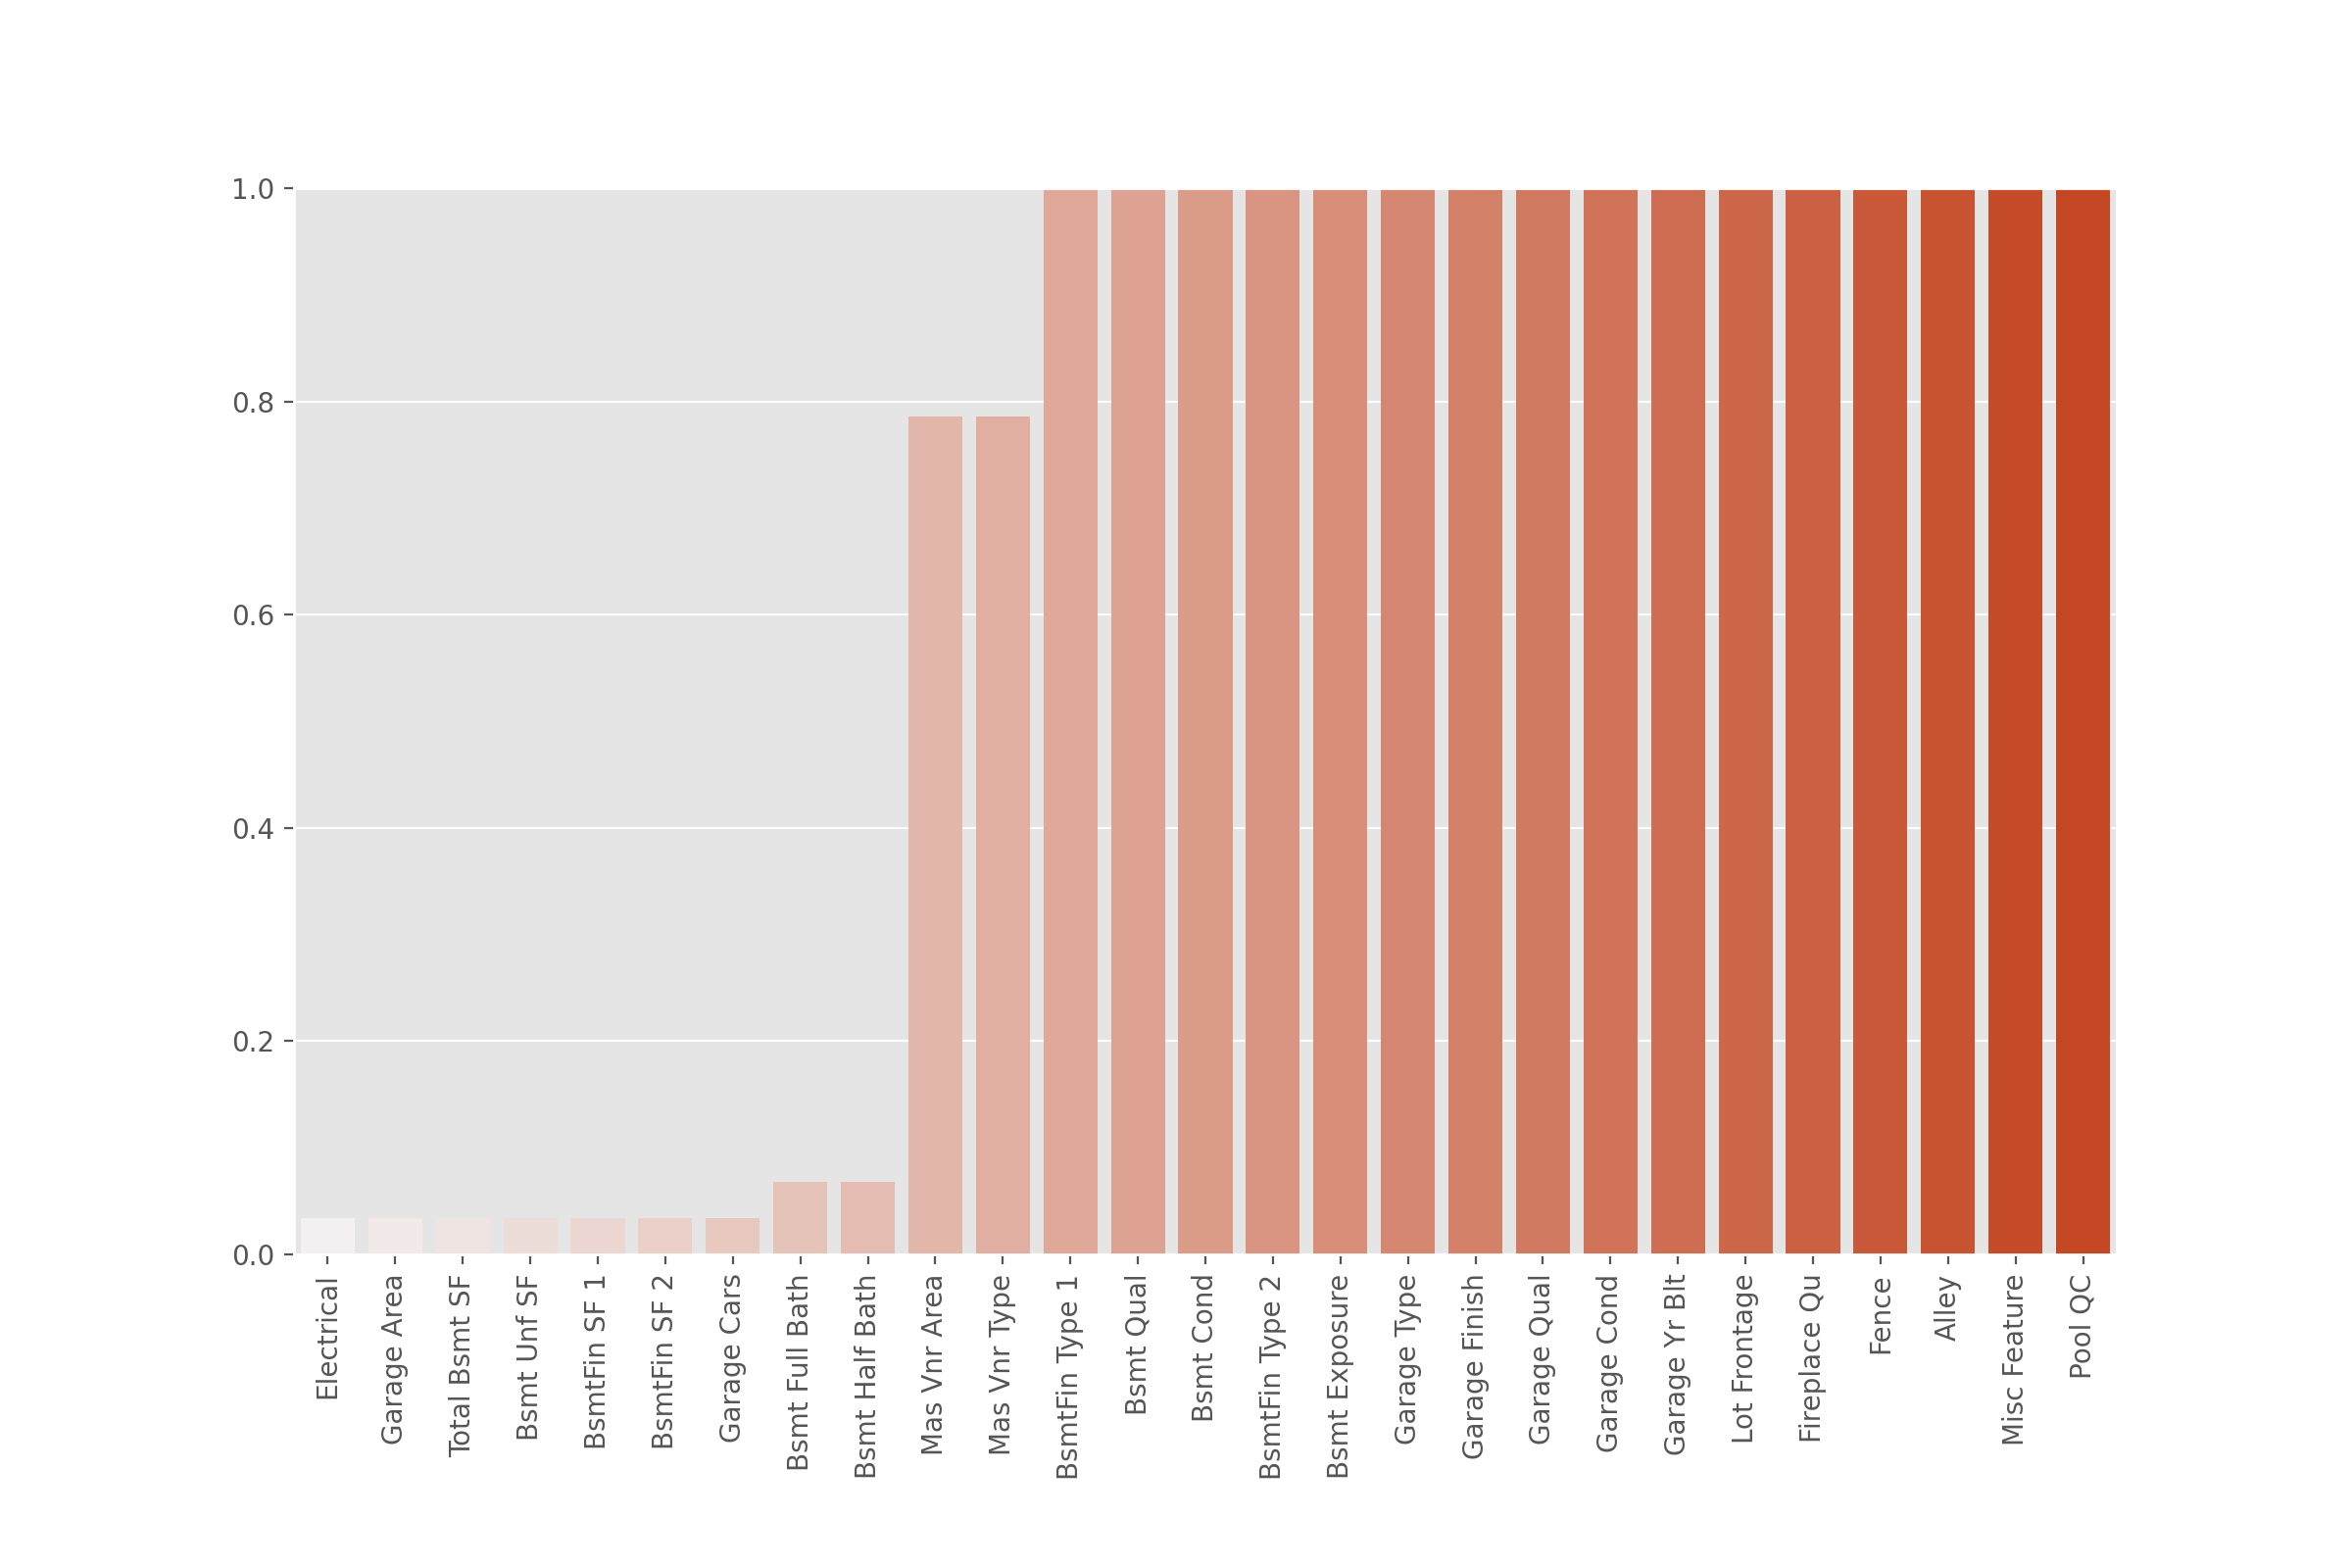 1.0
0.8
0.6
0.4
0.2
0.0
Electrical
Garage Area
Total Bsmt SF
Bsmt Unf SF
BsmtFin SF 1
BsmtFin SF 2
Garage Cars
Bsmt Full Bath
Bsmt Half Bath
Mas Vnr Area
Mas Vnr Type
BsmtFin Type 1
Bsmt Qual
Bsmt Cond
BsmtFin Type 2
Bsmt Exposure
Garage Type
Garage Finish
Garage Qual
Garage Cond
Garage Yr Blt
Lot Frontage
Fireplace Qu
Fence
Alley
Misc Feature
Pool QC